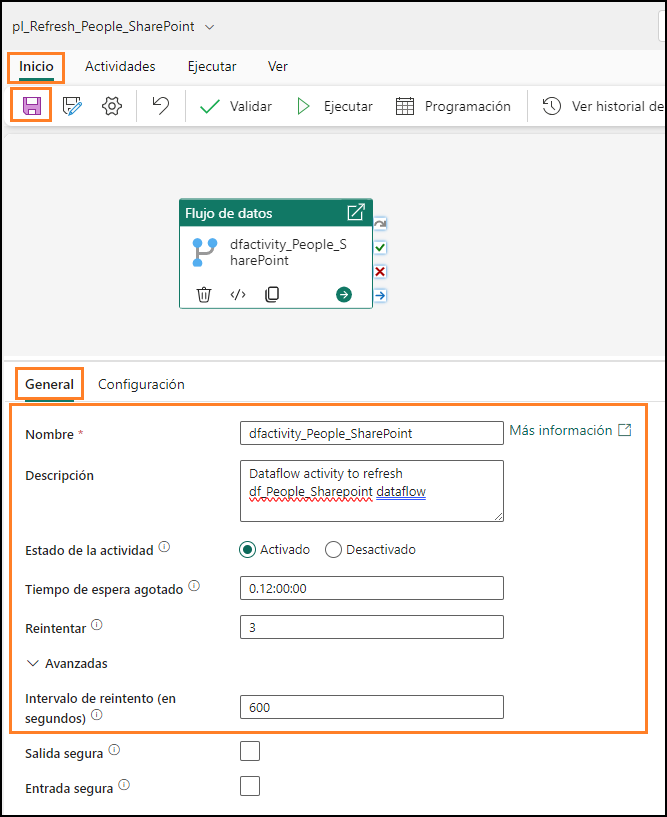 pl_Refresh_People_SharePoint
Inicio Actividades Ejecutar Ver
Validar Ejecutar Programación Ver historial de
Flujo de datos
dfactivity_People_S
harePoint
General Configuración
Nombre * dfactivity_People_SharePoint Más información
Descripción Dataflow activity to refresh
df_People_Sharepoint dataflow
Estado de la actividad Activado Desactivado
Tiempo de espera agotado 0.12:00:00
Reintentar 3
Avanzadas
Intervalo de reintento (en
segundos) 600
Salida segura
Entrada segura